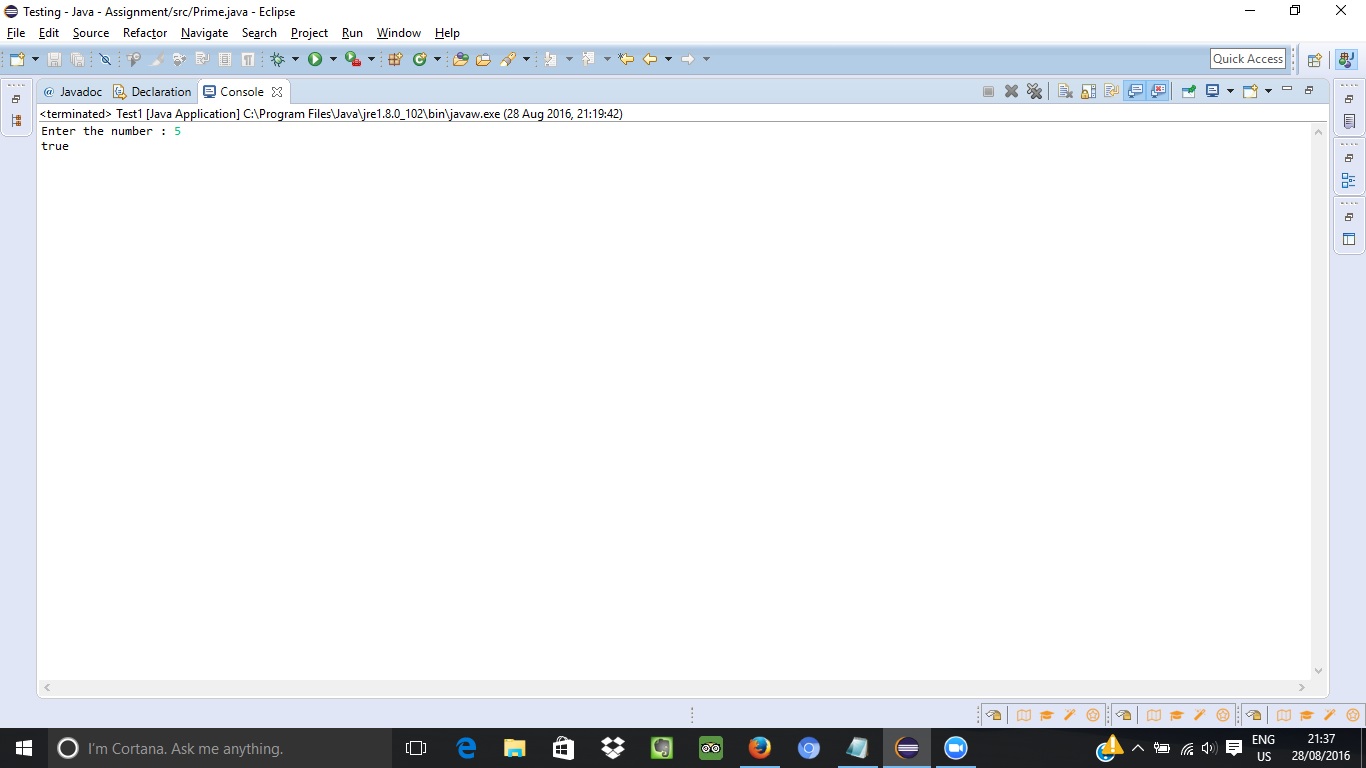 Testing - Java - Assignment/src/Prime.java - Eclipse
File Edit Source Refactor Navigate Search Project Run Window Help
Quick Access
@ Javadoc Declaration Console
<terminated> Test1 [Java Application] C:\Program Files\Java\jre1.8.0_102\bin\javaw.exe (28 Aug 2016, 21:19:42)
Enter the number : 5
true
I'm Cortana. Ask me anything.
ENG 21:37
US 28/08/2016